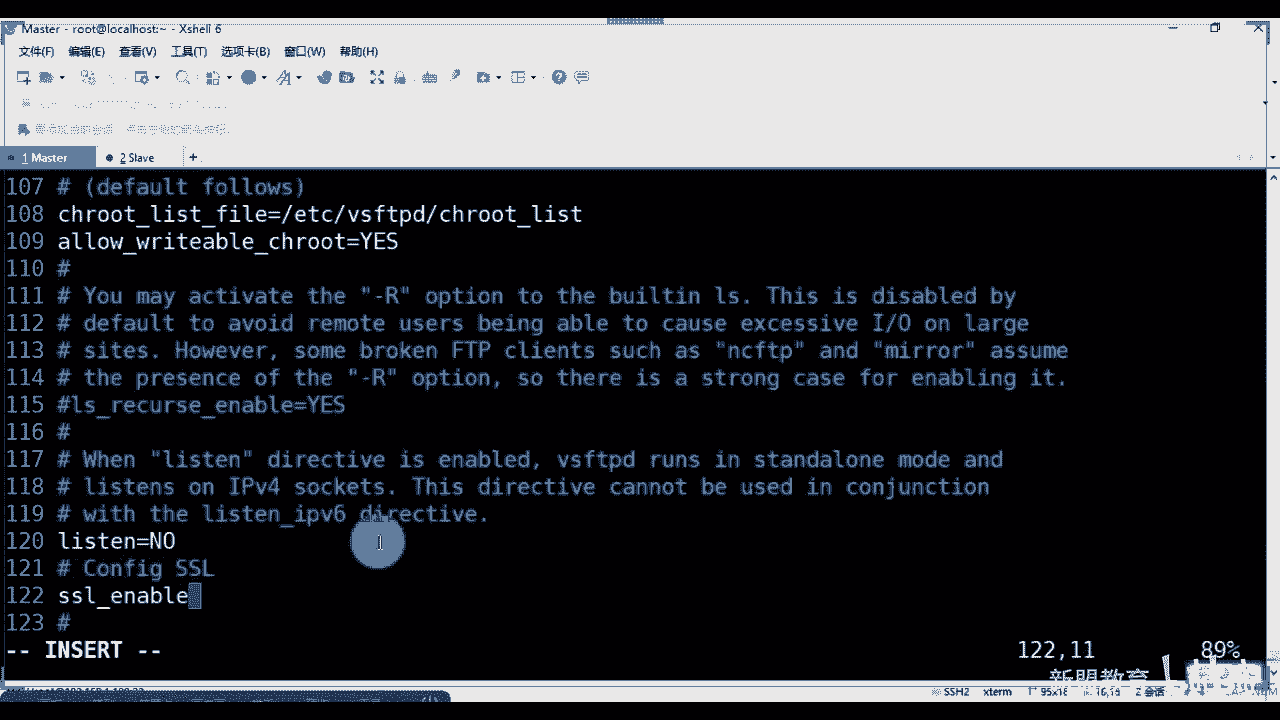 Master - root@localhost:~ - Xshell 6
文件(F) 编辑(E) 查看(V) 工具(T) 选项卡(B) 窗口(W) 帮助(H)
1 Master 2 Slave +
107 # (default follows)
108 chroot_list_file=/etc/vsftpd/chroot_list
109 allow_writeable_chroot=YES
110 #
111 # You may activate the "-R" option to the builtin ls. This is disabled by
112 # default to avoid remote users being able to cause excessive I/O on large
113 # sites. However, some broken FTP clients such as "ncftp" and "mirror" assume
114 # the presence of the "-R" option, so there is a strong case for enabling it.
115 #ls_recurse_enable=YES
116 #
117 # When "listen" directive is enabled, vsftpd runs in standalone mode and
118 # listens on IPv4 sockets. This directive cannot be used in conjunction
119 # with the listen_ipv6 directive.
120 listen=NO
121 # Config SSL
122 ssl_enable
123 #
-- INSERT -- 122,11 89%
SSH2 xterm